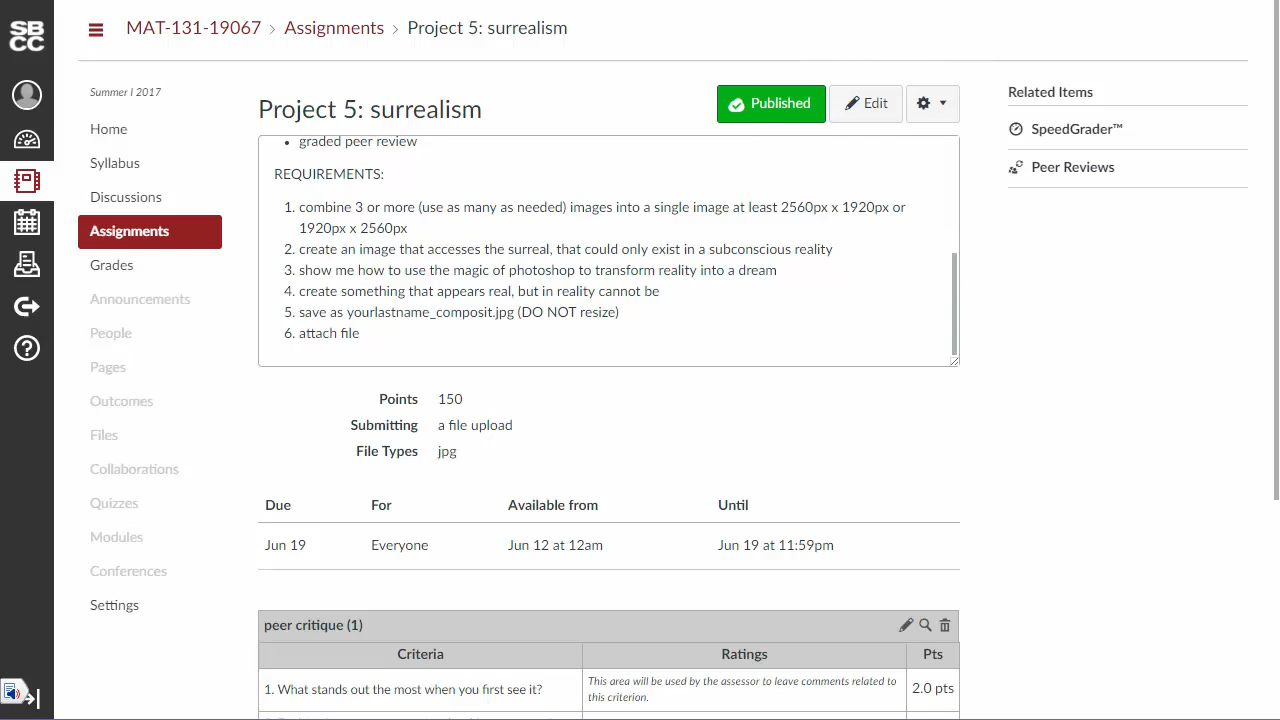 SB
CC
MAT-131-19067 > Assignments > Project 5: surrealism
Summer I 2017
Home
Syllabus
Discussions
Assignments
Grades
Announcements
People
Pages
Outcomes
Files
Collaborations
Quizzes
Modules
Conferences
Settings
Project 5: surrealism
Published
Edit
• graded peer review
REQUIREMENTS:
1. combine 3 or more (use as many as needed) images into a single image at least 2560px x 1920px or
1920px x 2560px
2. create an image that accesses the surreal, that could only exist in a subconscious reality
3. show me how to use the magic of photoshop to transform reality into a dream
4. create something that appears real, but in reality cannot be
5. save as yourlastname_composit.jpg (DO NOT resize)
6. attach file
Points 150
Submitting a file upload
File Types jpg
Due For Available from Until
Jun 19 Everyone Jun 12 at 12am Jun 19 at 11:59pm
peer critique (1)
Criteria Ratings Pts
1. What stands out the most when you first see it?
This area will be used by the assessor to leave comments related to
this criterion.
2.0 pts
Related Items
SpeedGrader™
Peer Reviews